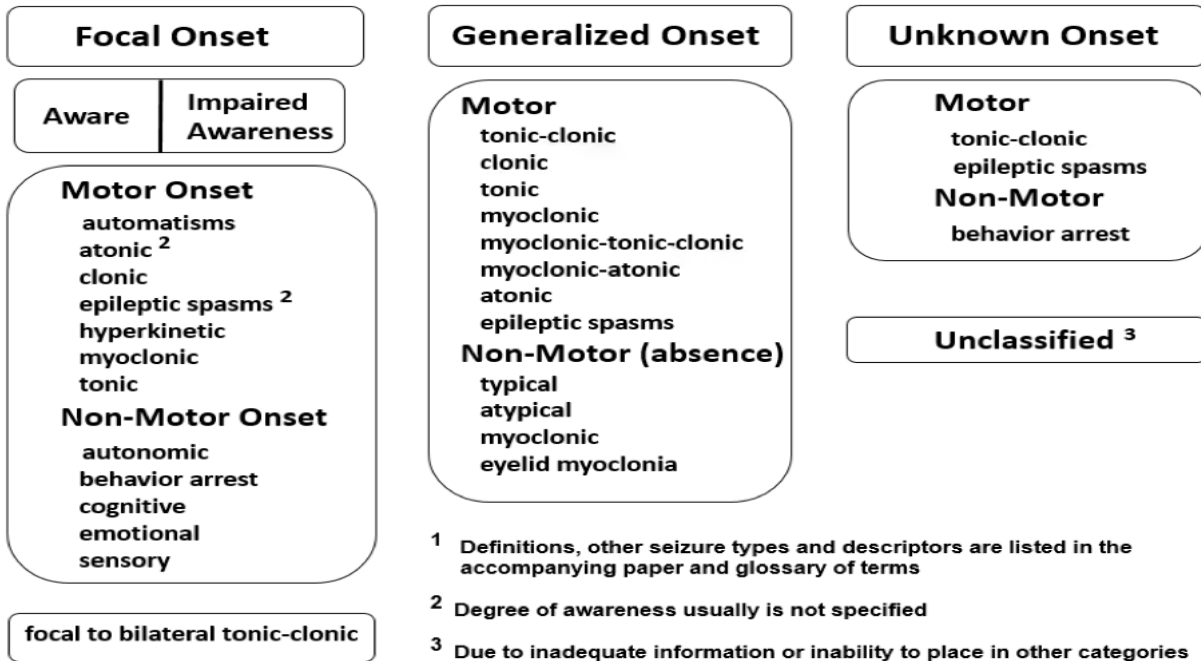 Focal Onset
Aware
Impaired
Awareness
Motor Onset
automatisms
atonic ²
clonic
epileptic spasms ²
hyperkinetic
myoclonic
tonic
Non-Motor Onset
autonomic
behavior arrest
cognitive
emotional
sensory
focal to bilateral tonic-clonic
Generalized Onset
Motor
tonic-clonic
clonic
tonic
myoclonic
myoclonic-tonic-clonic
myoclonic-atonic
atonic
epileptic spasms
Non-Motor (absence)
typical
atypical
myoclonic
eyelid myoclonia
Unknown Onset
Motor
tonic-clonic
epileptic spasms
Non-Motor
behavior arrest
Unclassified ³
¹ Definitions, other seizure types and descriptors are listed in the
accompanying paper and glossary of terms
² Degree of awareness usually is not specified
³ Due to inadequate information or inability to place in other categories